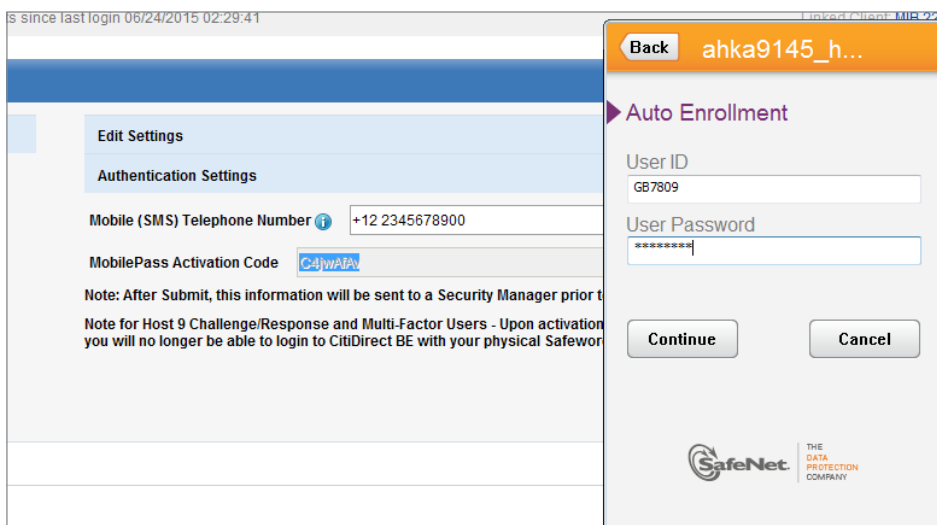 ts since last login 06/24/2015 02:29:41
Linked Client: MIB 22
Edit Settings
Authentication Settings
Mobile (SMS) Telephone Number
+12 2345678900
MobilePass Activation Code
C4jwAfAv
Note: After Submit, this information will be sent to a Security Manager prior t
Note for Host 9 Challenge/Response and Multi-Factor Users - Upon activation
you will no longer be able to login to CitiDirect BE with your physical Safewor
Back
ahka9145_h...
Auto Enrollment
User ID
GB7809
User Password
********
Continue
Cancel
SafeNet.
THE
DATA
PROTECTION
COMPANY